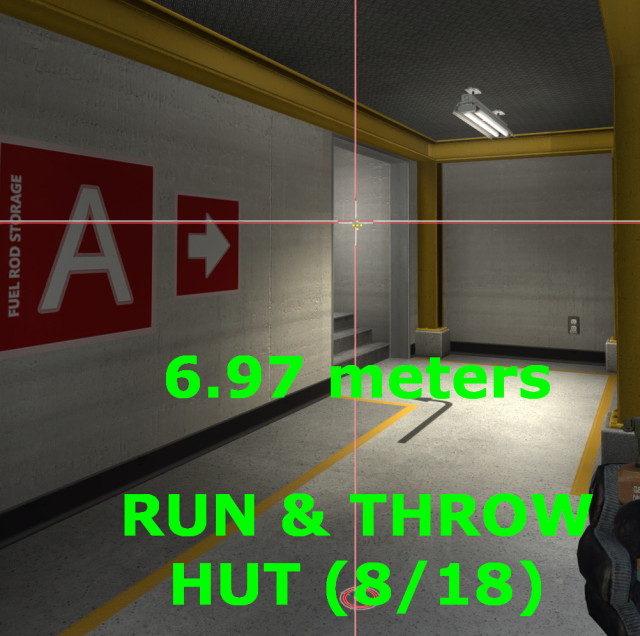 FUEL ROD STORAGE
A
6.97 meters
RUN & THROW
HUT (8/18)